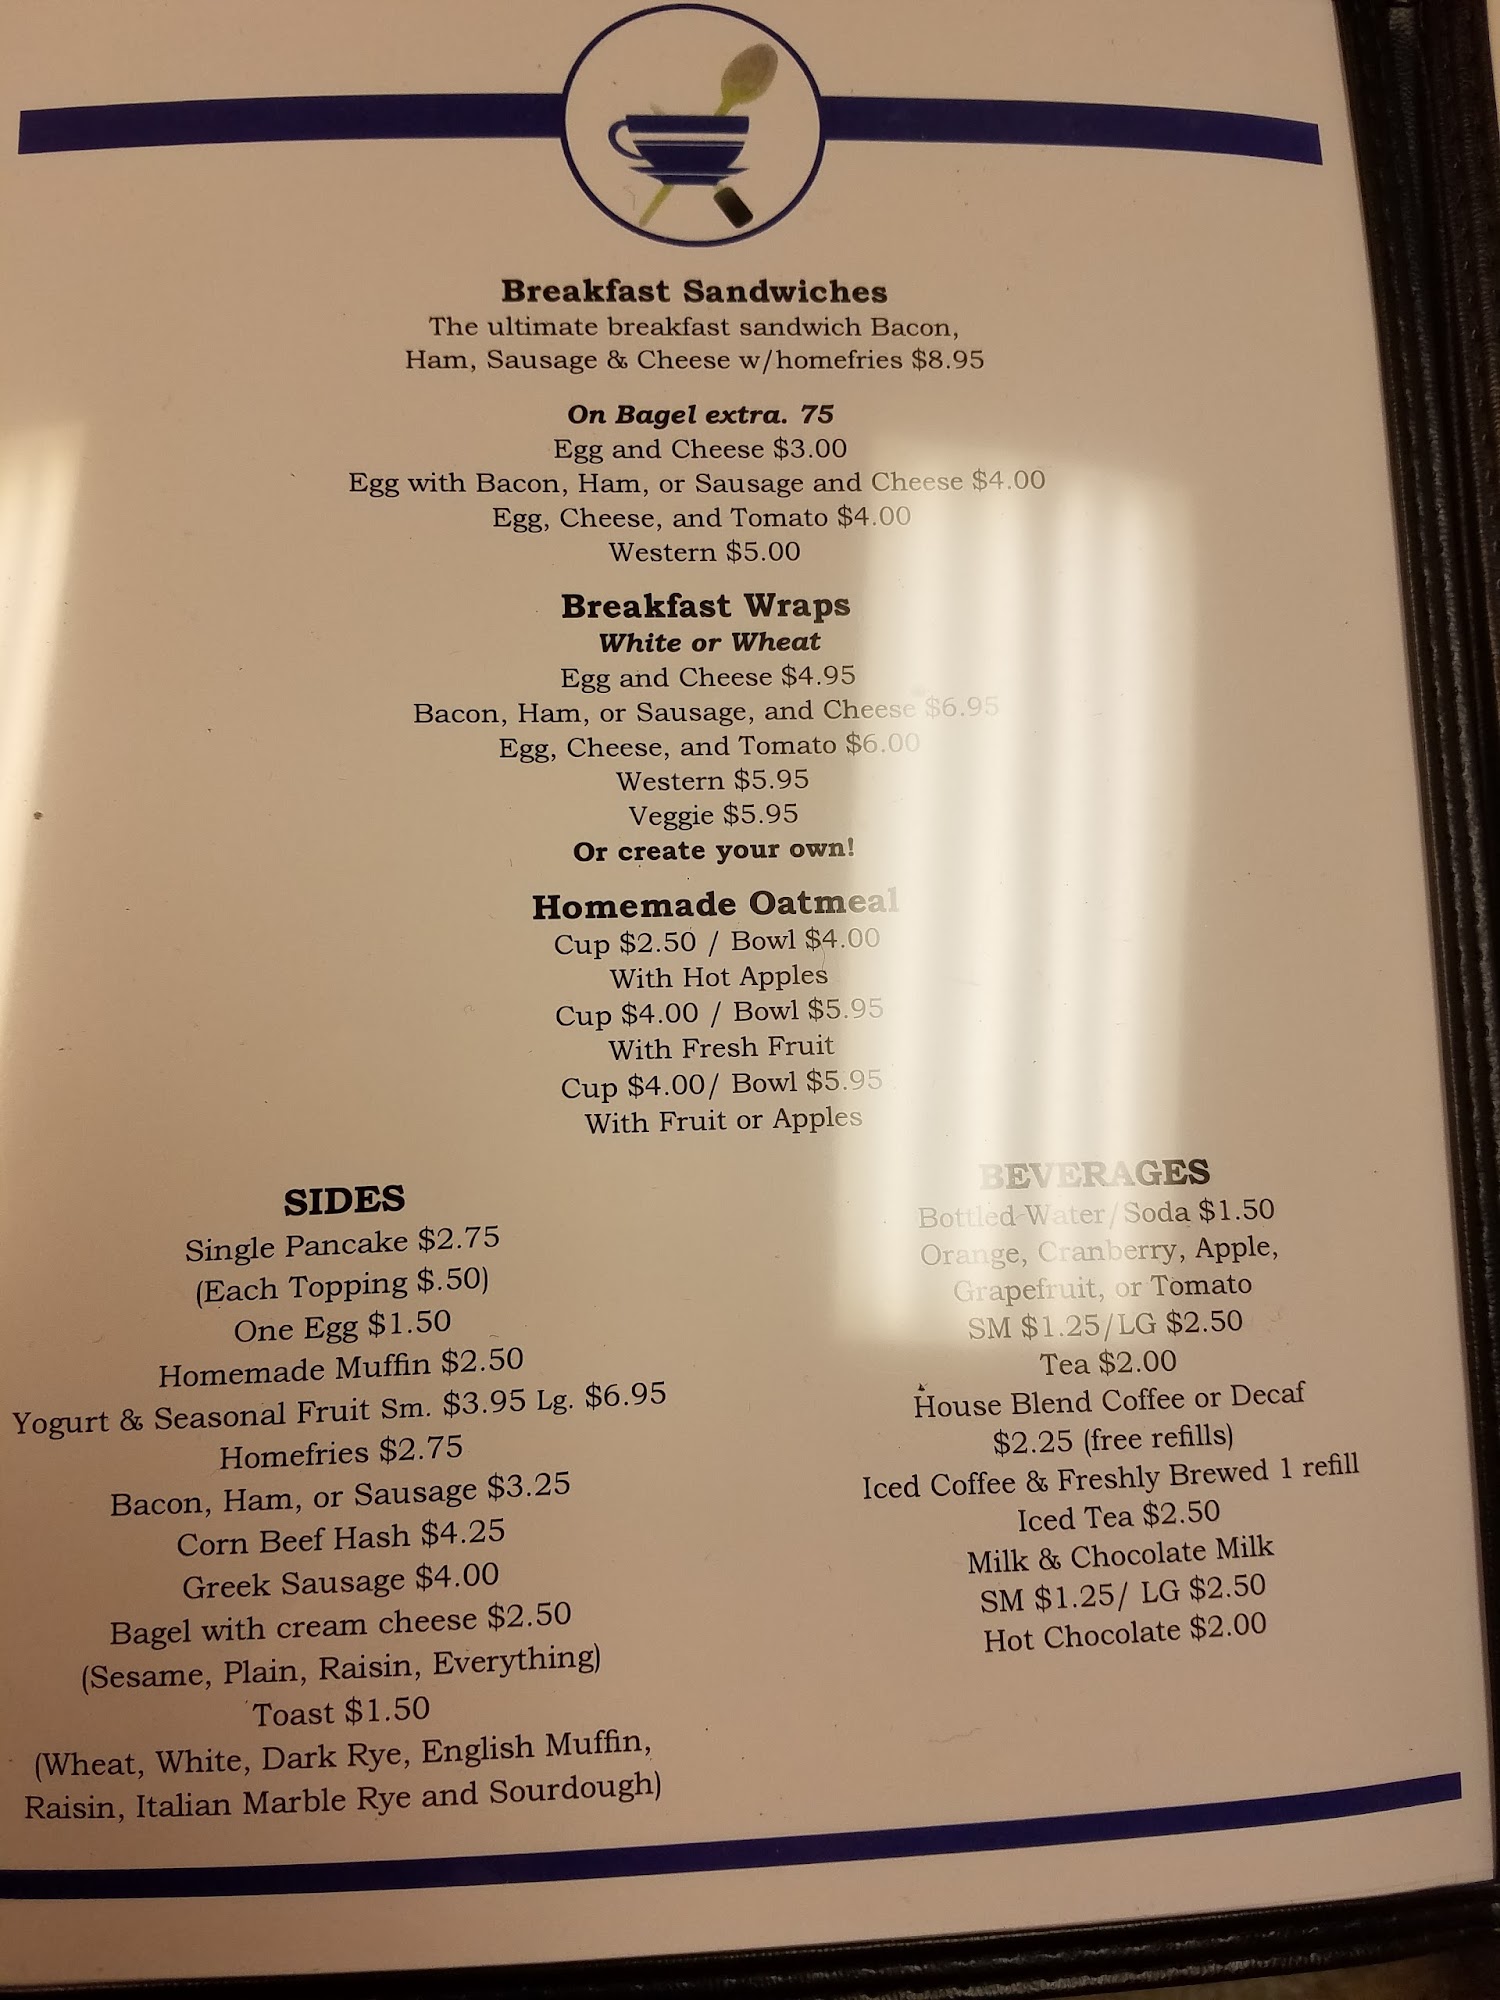 Breakfast Sandwiches
The ultimate breakfast sandwich Bacon,
Ham, Sausage & Cheese w/homefries $8.95
On Bagel extra. 75
Egg and Cheese $3.00
Egg with Bacon, Ham, or Sausage and Cheese $4.00
Egg, Cheese, and Tomato $4.00
Western $5.00
Breakfast Wraps
White or Wheat
Egg and Cheese $4.95
Bacon, Ham, or Sausage, and Cheese $6.95
Egg, Cheese, and Tomato $6.00
Western $5.95
Veggie $5.95
Or create your own!
Homemade Oatmeal
Cup $2.50 / Bowl $4.00
With Hot Apples
Cup $4.00 / Bowl $5.95
With Fresh Fruit
Cup $4.00/ Bowl $5.95
With Fruit or Apples
SIDES
Single Pancake $2.75
(Each Topping $.50)
One Egg $1.50
Homemade Muffin $2.50
Yogurt & Seasonal Fruit Sm. $3.95 Lg. $6.95
Homefries $2.75
Bacon, Ham, or Sausage $3.25
Corn Beef Hash $4.25
Greek Sausage $4.00
Bagel with cream cheese $2.50
(Sesame, Plain, Raisin, Everything)
Toast $1.50
(Wheat, White, Dark Rye, English Muffin,
Raisin, Italian Marble Rye and Sourdough)
BEVERAGES
Bottled Water/Soda $1.50
Orange, Cranberry, Apple,
Grapefruit, or Tomato
SM $1.25/LG $2.50
Tea $2.00
House Blend Coffee or Decaf
$2.25 (free refills)
Iced Coffee & Freshly Brewed 1 refill
Iced Tea $2.50
Milk & Chocolate Milk
SM $1.25/ LG $2.50
Hot Chocolate $2.00